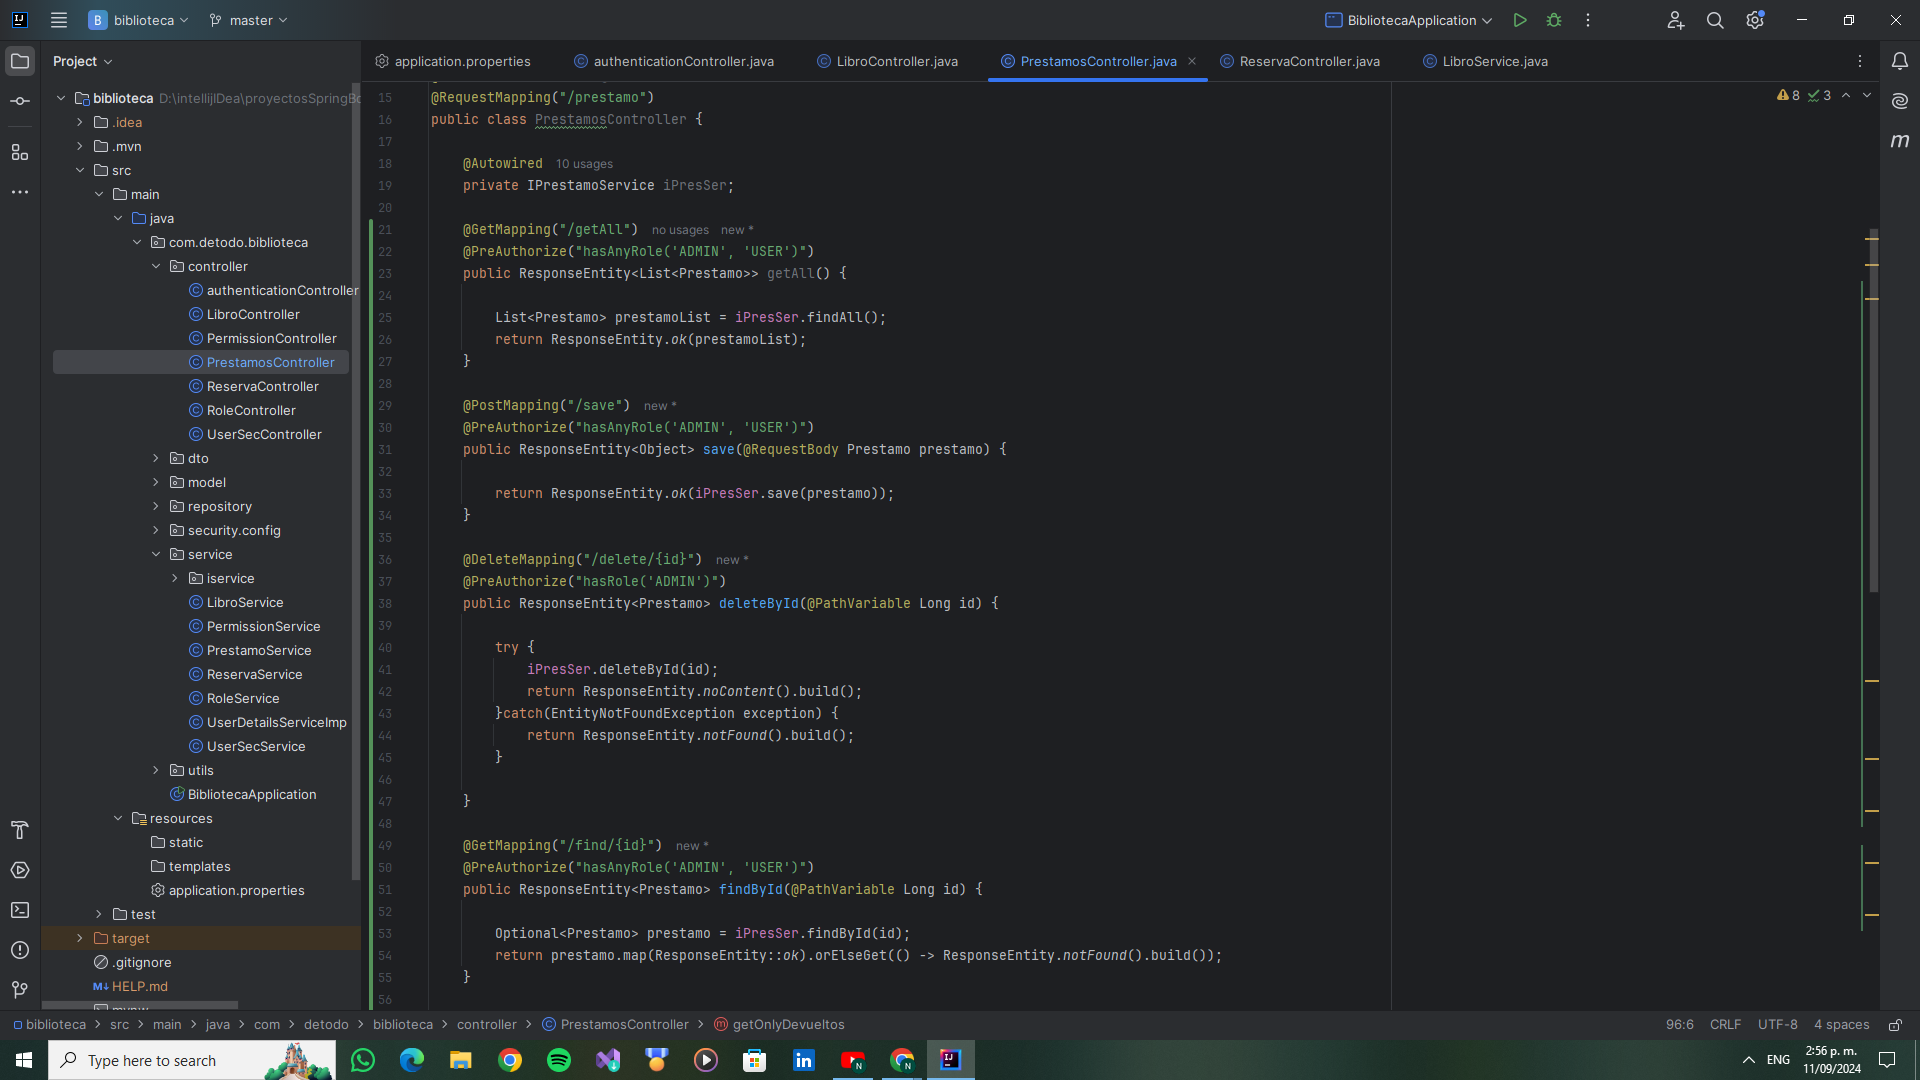 B biblioteca master BibliotecaApplication
Project
application.properties authenticationController.java LibroController.java PrestamosController.java ReservaController.java LibroService.java
biblioteca D:\intellijIdea\proyectosSpringBo
.idea
.mvn
src
main
java
com.detodo.biblioteca
controller
authenticationController
LibroController
PermissionController
PrestamosController
ReservaController
RoleController
UserSecController
dto
model
repository
security.config
service
iservice
LibroService
PermissionService
PrestamoService
ReservaService
RoleService
UserDetailsServiceImp
UserSecService
utils
BibliotecaApplication
resources
static
templates
application.properties
test
target
.gitignore
HELP.md
mvnw
8 3
15 @RequestMapping("/prestamo")
16 public class PrestamosController {
17
18 @Autowired 10 usages
19 private IPrestamoService iPresSer;
20
21 @GetMapping("/getAll") no usages new *
22 @PreAuthorize("hasAnyRole('ADMIN', 'USER')")
23 public ResponseEntity<List<Prestamo>> getAll() {
24
25 List<Prestamo> prestamoList = iPresSer.findAll();
26 return ResponseEntity.ok(prestamoList);
27 }
28
29 @PostMapping("/save") new *
30 @PreAuthorize("hasAnyRole('ADMIN', 'USER')")
31 public ResponseEntity<Object> save(@RequestBody Prestamo prestamo) {
32
33 return ResponseEntity.ok(iPresSer.save(prestamo));
34 }
35
36 @DeleteMapping("/delete/{id}") new *
37 @PreAuthorize("hasRole('ADMIN')")
38 public ResponseEntity<Prestamo> deleteById(@PathVariable Long id) {
39
40 try {
41 iPresSer.deleteById(id);
42 return ResponseEntity.noContent().build();
43 }catch(EntityNotFoundException exception) {
44 return ResponseEntity.notFound().build();
45 }
46
47 }
48
49 @GetMapping("/find/{id}") new *
50 @PreAuthorize("hasAnyRole('ADMIN', 'USER')")
51 public ResponseEntity<Prestamo> findById(@PathVariable Long id) {
52
53 Optional<Prestamo> prestamo = iPresSer.findById(id);
54 return prestamo.map(ResponseEntity::ok).orElseGet(() -> ResponseEntity.notFound().build());
55 }
56
biblioteca > src > main > java > com > detodo > biblioteca > controller > PrestamosController > getOnlyDevueltos
96:6 CRLF UTF-8 4 spaces
Type here to search
ENG
2:56 p. m.
11/09/2024